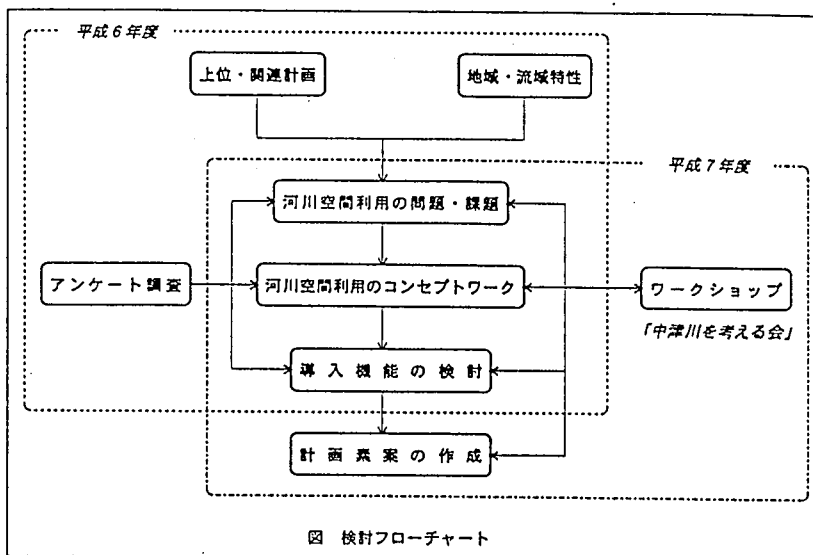 平成6年度
上位・関連計画
地域・流域特性
平成7年度
河川空間利用の問題・課題
アンケート調査
河川空間利用のコンセプトワーク
ワークショップ
「中津川を考える会」
導入機能の検討
計画素案の作成
図 検討フローチャート